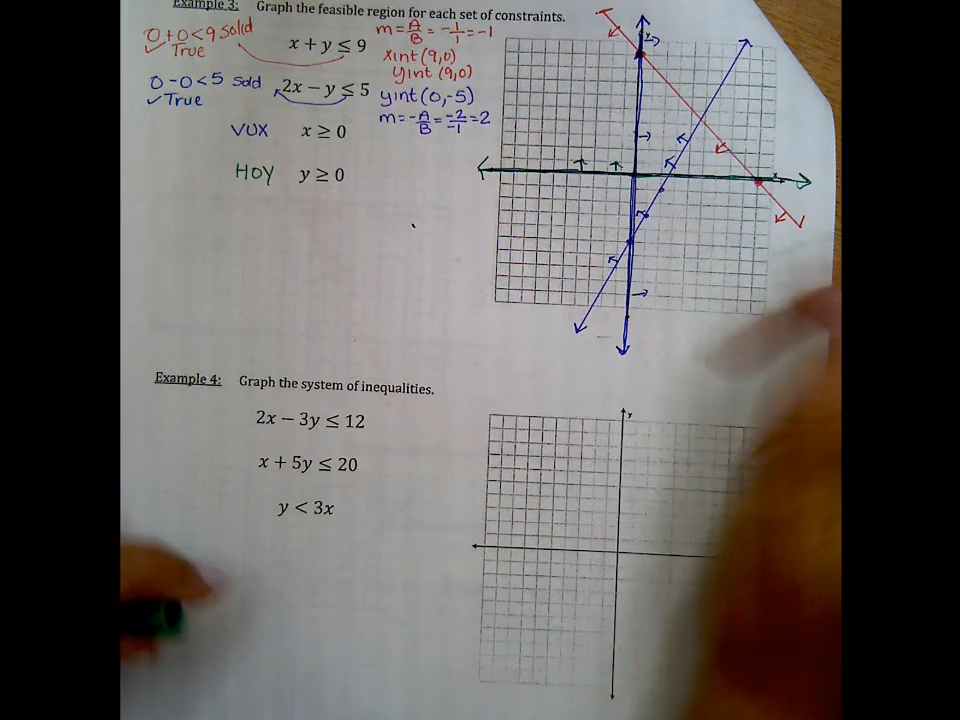 Example 3: Graph the feasible region for each set of constraints.
0+0<9 Solid
✓ True
x + y ≤ 9
m = A/B = -1/1 = -1
xint (9,0)
yint (9,0)
0-0<5 Solid
✓ True
2x − y ≤ 5
yint (0,-5)
m = -A/B = -2/-1 = 2
VUX x ≥ 0
HOY y ≥ 0
y
x
Example 4: Graph the system of inequalities.
2x − 3y ≤ 12
x + 5y ≤ 20
y < 3x
y